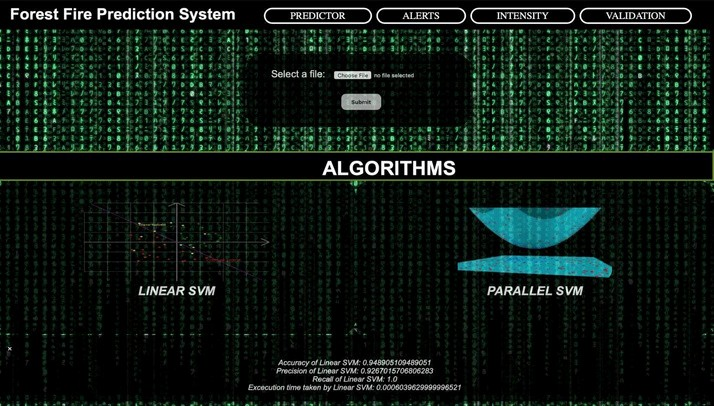 Forest Fire Prediction System
PREDICTOR
ALERTS
INTENSITY
VALIDATION
Select a file: Choose File no file selected
Submit
ALGORITHMS
LINEAR SVM
PARALLEL SVM
Accuracy of Linear SVM: 0.948905109489051
Precision of Linear SVM: 0.9267015706806283
Recall of Linear SVM: 1.0
Excecution time taken by Linear SVM: 0.0006039629999996521